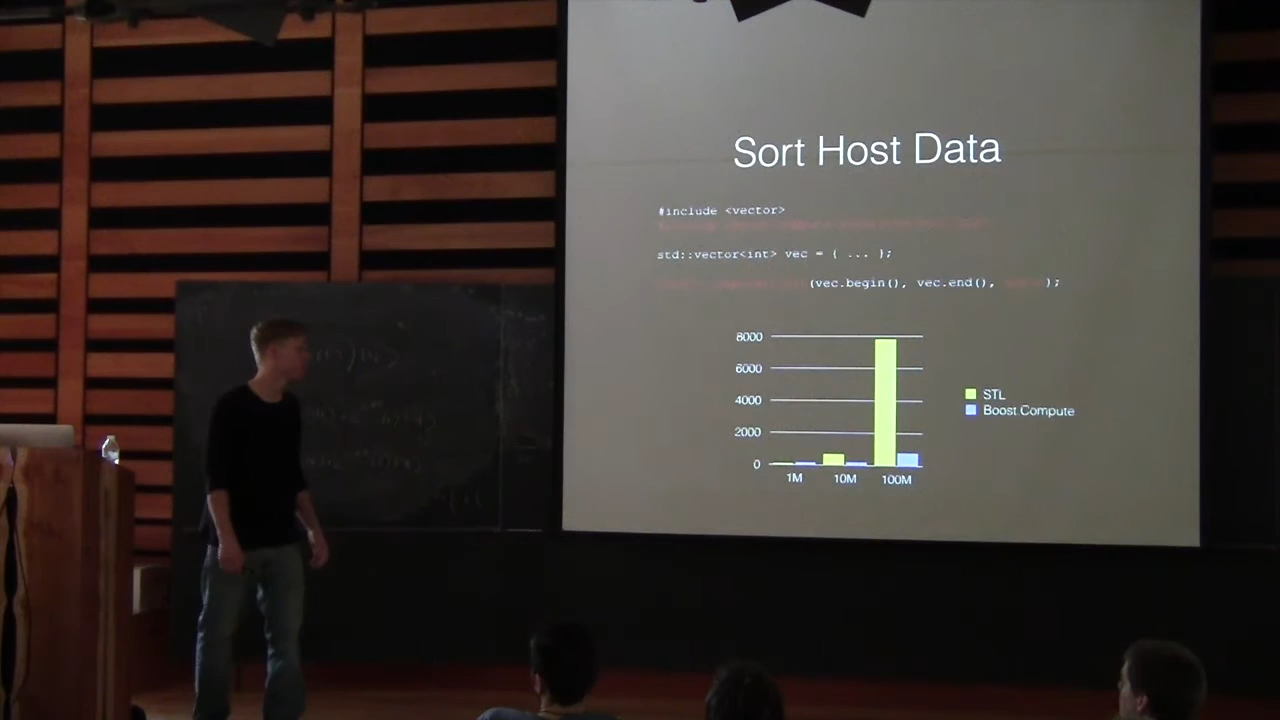 Sort Host Data
#include <vector>
std::vector<int> vec = { ... };
(vec.begin(), vec.end(), );
8000
6000
4000
2000
0
1M
10M
100M
STL
Boost Compute